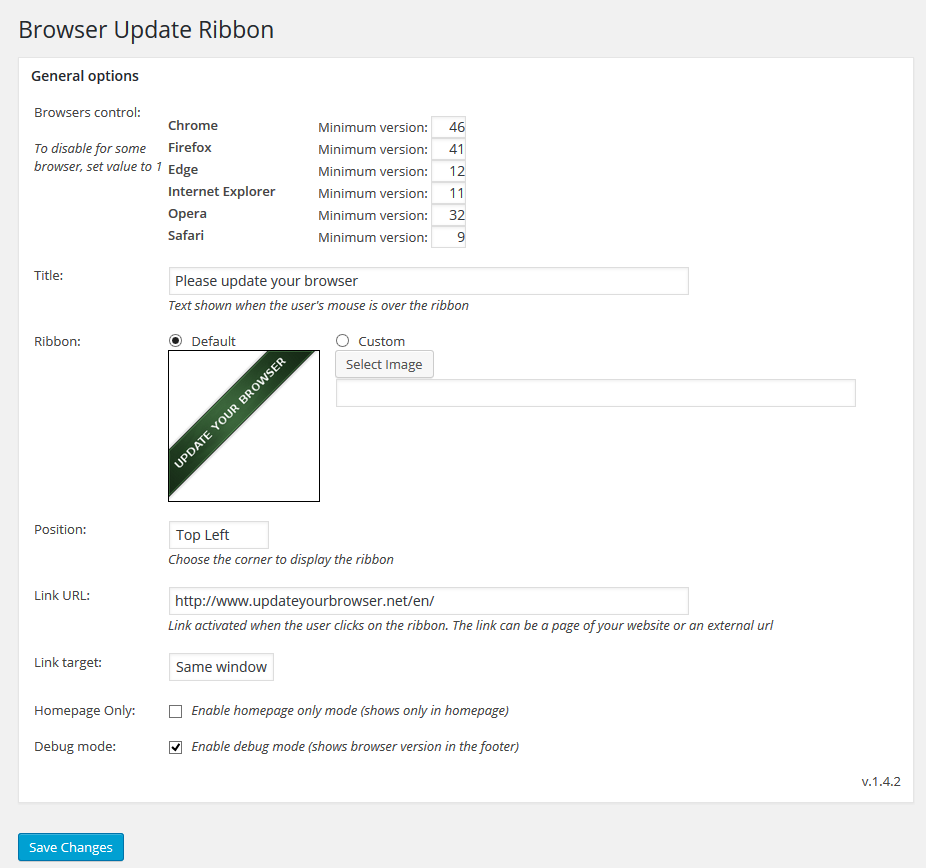 Browser Update Ribbon
General options
Browsers control:
To disable for some
browser, set value to 1
Chrome Minimum version: 46
Firefox Minimum version: 41
Edge Minimum version: 12
Internet Explorer Minimum version: 11
Opera Minimum version: 32
Safari Minimum version: 9
Title: Please update your browser
Text shown when the user's mouse is over the ribbon
Ribbon: Default Custom
Select Image
UPDATE YOUR BROWSER
Position: Top Left
Choose the corner to display the ribbon
Link URL: http://www.updateyourbrowser.net/en/
Link activated when the user clicks on the ribbon. The link can be a page of your website or an external url
Link target: Same window
Homepage Only: Enable homepage only mode (shows only in homepage)
Debug mode: Enable debug mode (shows browser version in the footer)
v.1.4.2
Save Changes